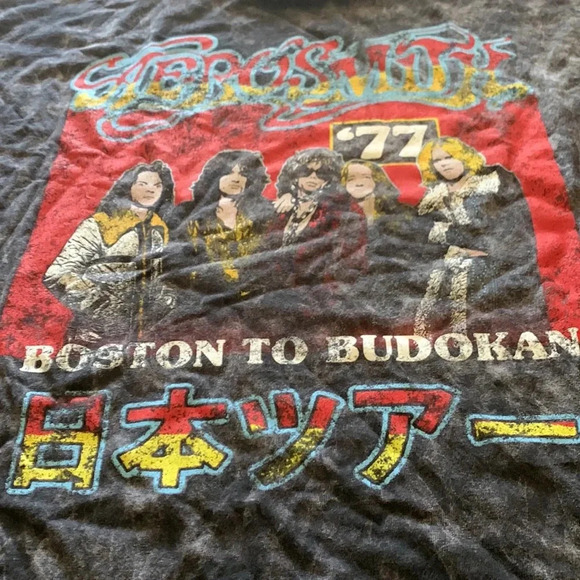 AEROSMITH
'77
BOSTON TO BUDOKAN
日本ツアー